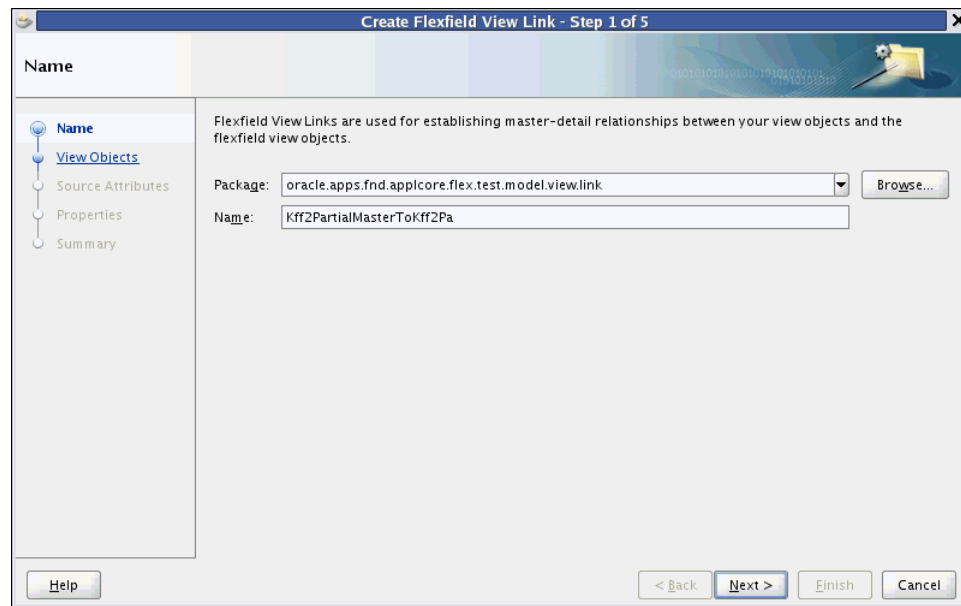 Create Flexfield View Link - Step 1 of 5
Name
Name
View Objects
Source Attributes
Properties
Summary
Flexfield View Links are used for establishing master-detail relationships between your view objects and the
flexfield view objects.
Package: oracle.apps.fnd.applcore.flex.test.model.view.link Browse...
Name: Kff2PartialMasterToKff2Pa
Help < Back Next > Finish Cancel